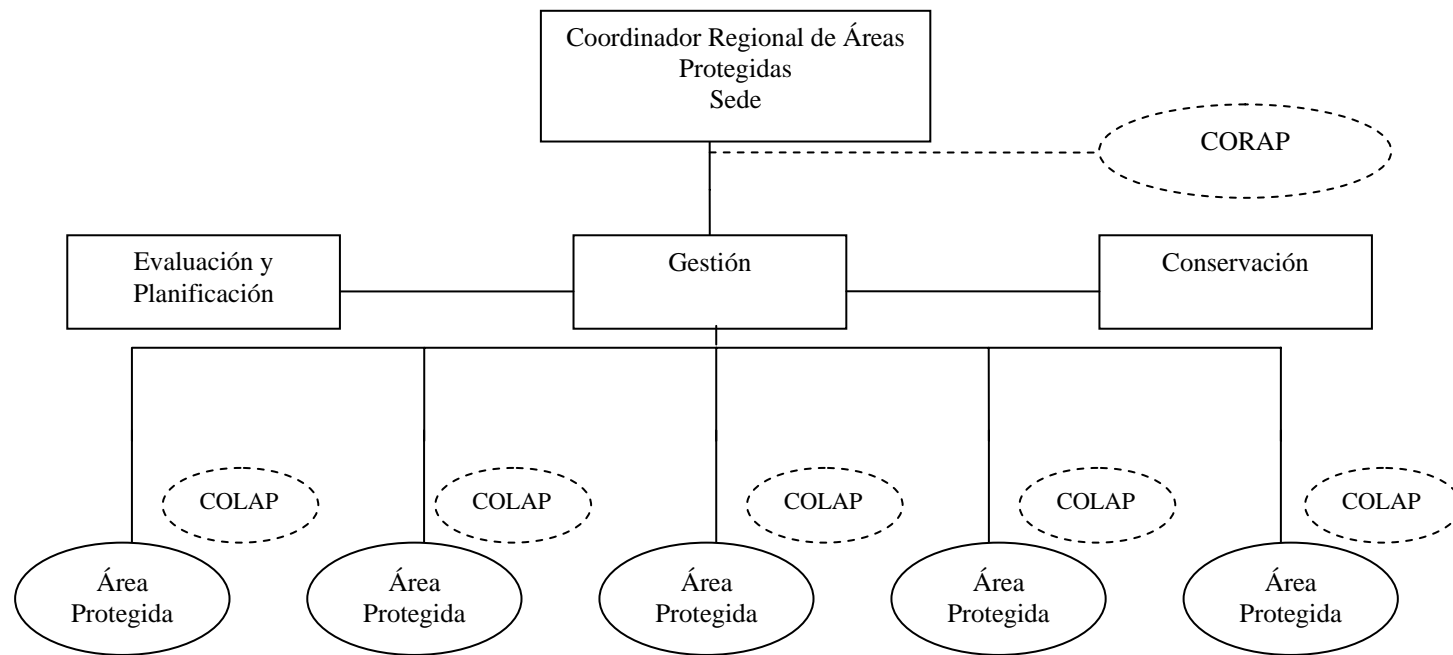 Coordinador Regional de Áreas
Protegidas
Sede
CORAP
Evaluación y
Planificación
Gestión
Conservación
COLAP
COLAP
COLAP
COLAP
COLAP
Área
Protegida
Área
Protegida
Área
Protegida
Área
Protegida
Área
Protegida